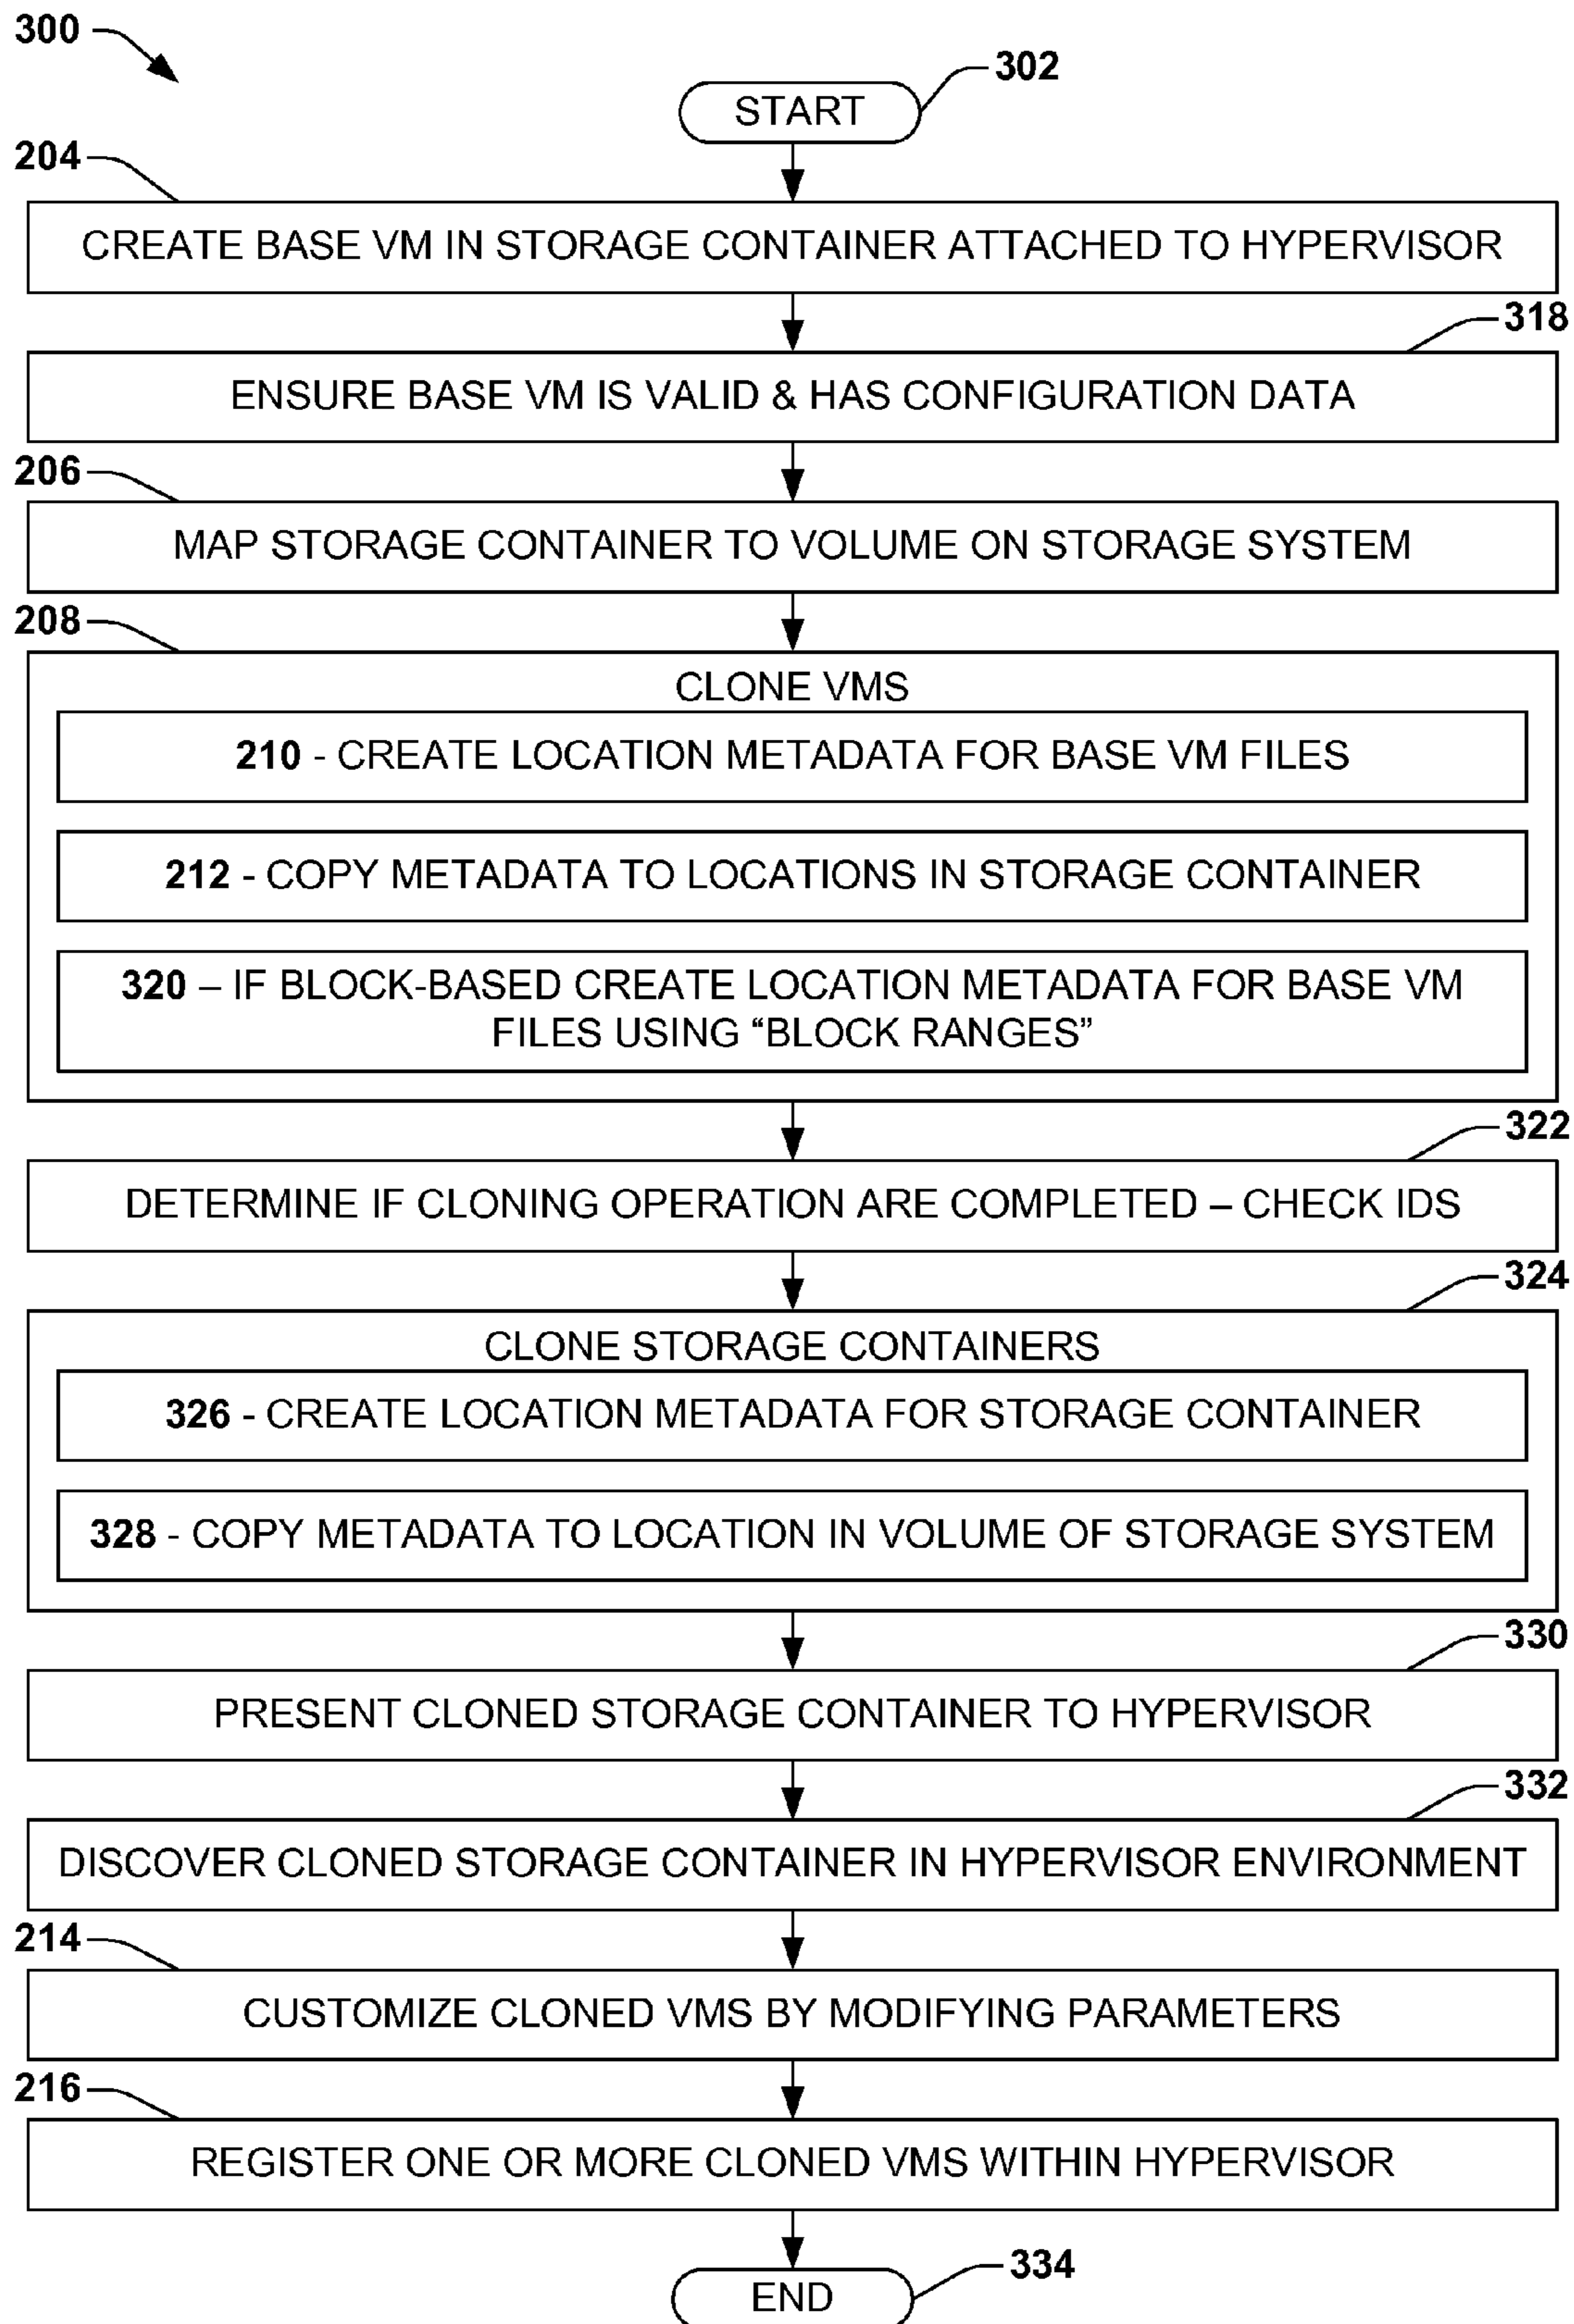 300
302
START
204
CREATE BASE VM IN STORAGE CONTAINER ATTACHED TO HYPERVISOR
318
ENSURE BASE VM IS VALID & HAS CONFIGURATION DATA
206
MAP STORAGE CONTAINER TO VOLUME ON STORAGE SYSTEM
208
CLONE VMS
210 - CREATE LOCATION METADATA FOR BASE VM FILES
212 - COPY METADATA TO LOCATIONS IN STORAGE CONTAINER
320 – IF BLOCK-BASED CREATE LOCATION METADATA FOR BASE VM
FILES USING “BLOCK RANGES”
322
DETERMINE IF CLONING OPERATION ARE COMPLETED – CHECK IDS
324
CLONE STORAGE CONTAINERS
326 - CREATE LOCATION METADATA FOR STORAGE CONTAINER
328 - COPY METADATA TO LOCATION IN VOLUME OF STORAGE SYSTEM
330
PRESENT CLONED STORAGE CONTAINER TO HYPERVISOR
332
DISCOVER CLONED STORAGE CONTAINER IN HYPERVISOR ENVIRONMENT
214
CUSTOMIZE CLONED VMS BY MODIFYING PARAMETERS
216
REGISTER ONE OR MORE CLONED VMS WITHIN HYPERVISOR
334
END